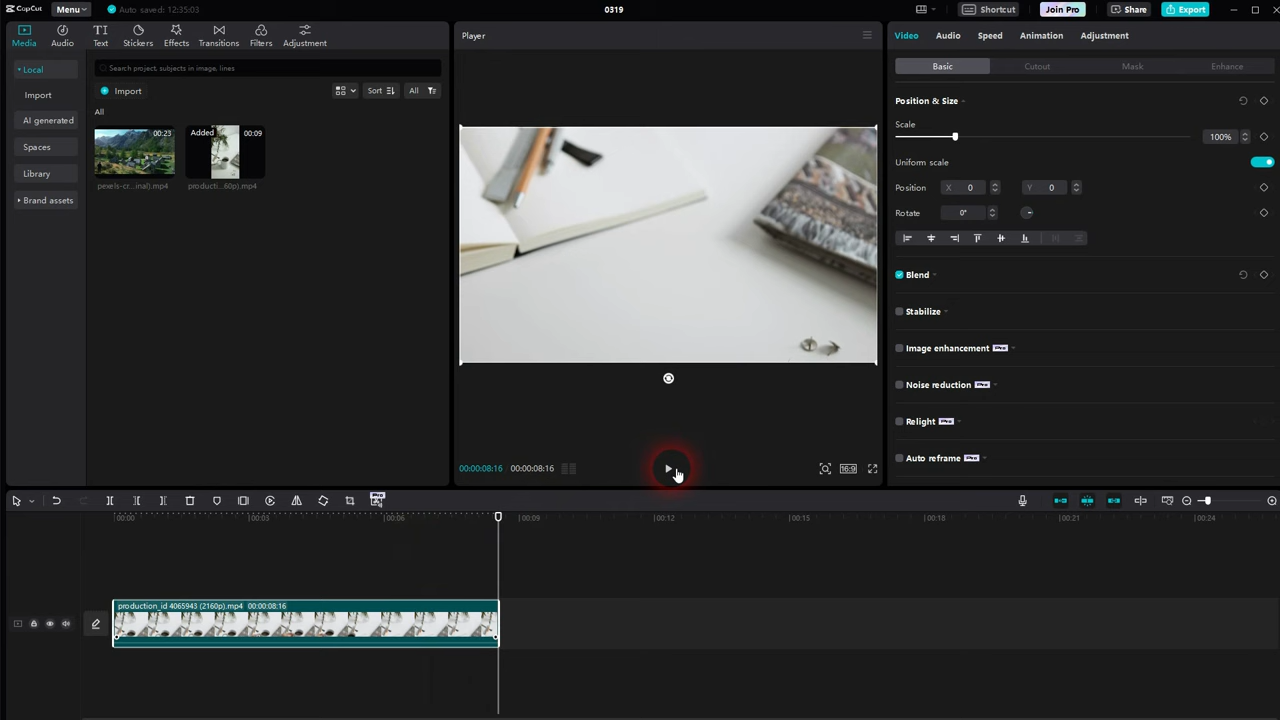 CapCut
Menu
Auto saved: 12:35:03
0319
Shortcut
Join Pro
Share
Export
Media
Audio
Text
Stickers
Effects
Transitions
Filters
Adjustment
Local
Import
AI generated
Spaces
Library
Brand assets
Search project, subjects in image, lines
Import
Sort
All
All
00:23
Added
00:09
pexels-cr...inal).mp4
producti...60p).mp4
Player
00:00:08:16
00:00:08:16
16:9
Video
Audio
Speed
Animation
Adjustment
Basic
Cutout
Mask
Enhance
Position & Size
Scale
100%
Uniform scale
Position X 0 Y 0
Rotate 0°
Blend
Stabilize
Image enhancement Pro
Noise reduction Pro
Relight Pro
Auto reframe Pro
Pro
00:00
00:03
00:06
00:09
00:12
00:15
00:18
00:21
00:24
production_id 4065943 (2160p).mp4 00:00:08:16